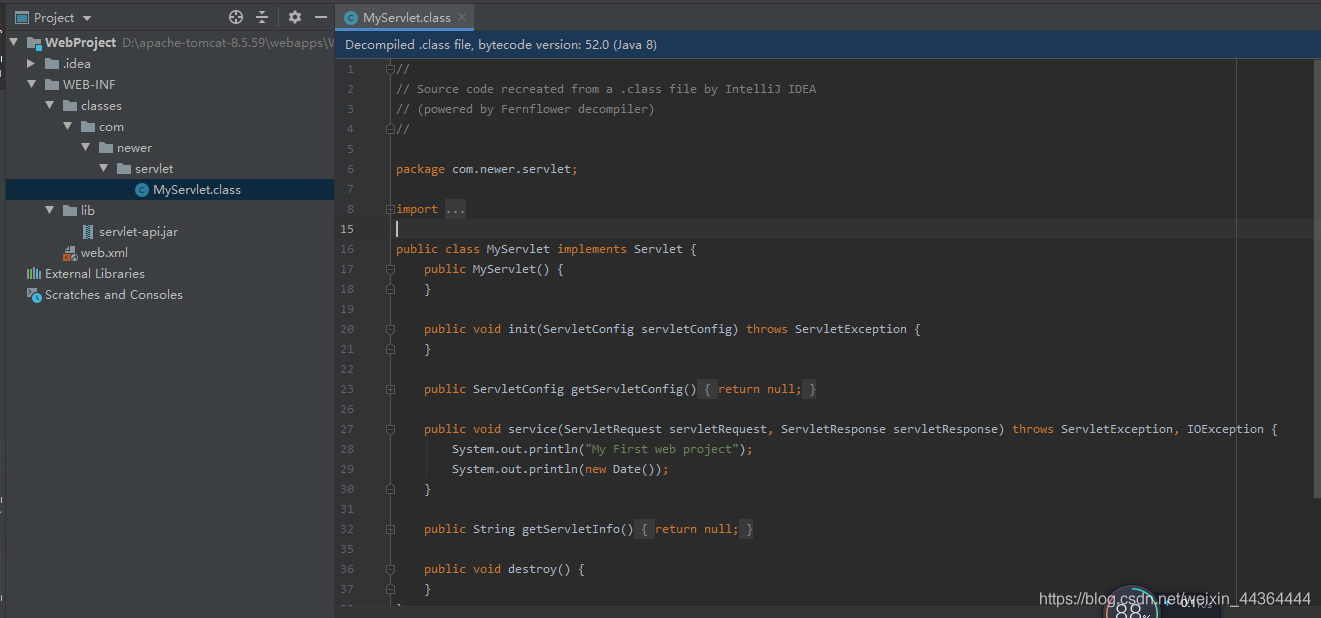 Project
WebProject D:\apache-tomcat-8.5.59\webapps\W
.idea
WEB-INF
classes
com
newer
servlet
MyServlet.class
lib
servlet-api.jar
web.xml
External Libraries
Scratches and Consoles
MyServlet.class
Decompiled .class file, bytecode version: 52.0 (Java 8)
1 //
2 // Source code recreated from a .class file by IntelliJ IDEA
3 // (powered by Fernflower decompiler)
4 //
5
6 package com.newer.servlet;
7
8 import ...
15
16 public class MyServlet implements Servlet {
17 public MyServlet() {
18 }
19
20 public void init(ServletConfig servletConfig) throws ServletException {
21 }
22
23 public ServletConfig getServletConfig() { return null; }
26
27 public void service(ServletRequest servletRequest, ServletResponse servletResponse) throws ServletException, IOException {
28 System.out.println("My First web project");
29 System.out.println(new Date());
30 }
31
32 public String getServletInfo() { return null; }
35
36 public void destroy() {
37 }
https://blog.csdn.net/weixin_44364444
88%